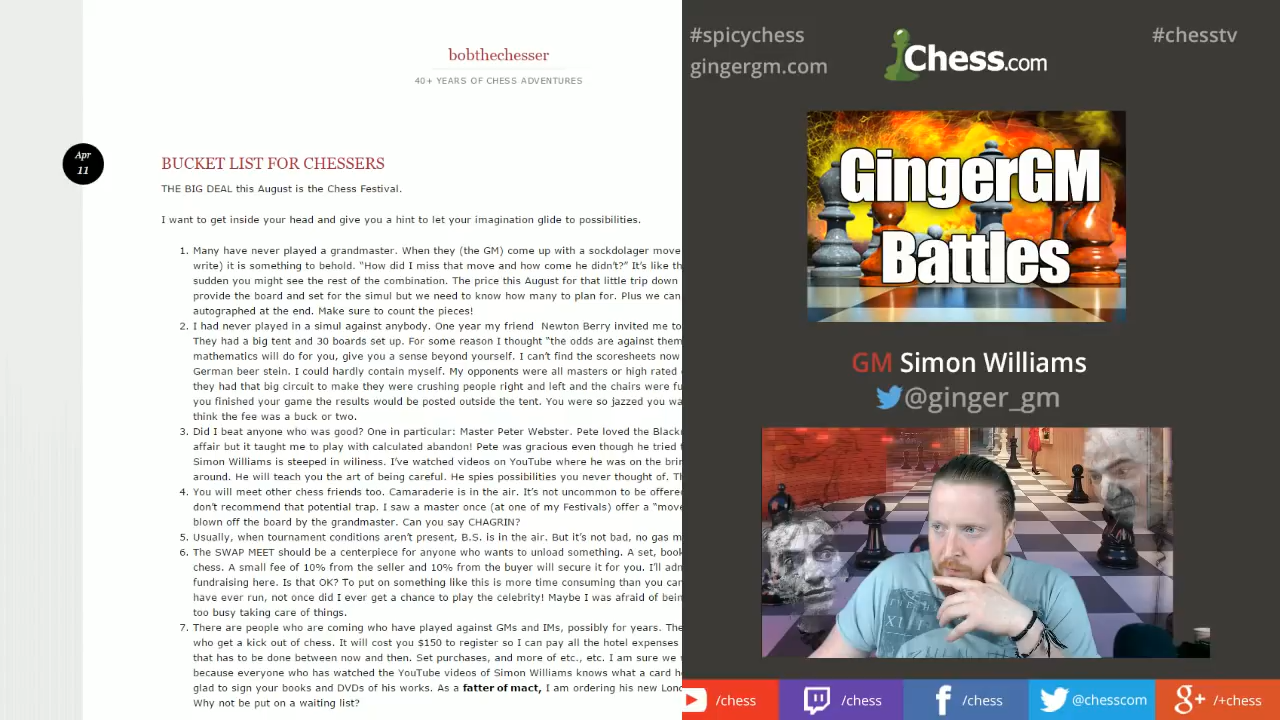 bobthechesser
40+ YEARS OF CHESS ADVENTURES
Apr
11
BUCKET LIST FOR CHESSERS
THE BIG DEAL this August is the Chess Festival.
I want to get inside your head and give you a hint to let your imagination glide to possibilities.
1. Many have never played a grandmaster. When they (the GM) come up with a sockdolager move
write) it is something to behold. "How did I miss that move and how come he didn't?" It's like th
sudden you might see the rest of the combination. The price this August for that little trip down
provide the board and set for the simul but we need to know how many to plan for. Plus we can
autographed at the end. Make sure to count the pieces!
2. I had never played in a simul against anybody. One year my friend Newton Berry invited me to
They had a big tent and 30 boards set up. For some reason I thought "the odds are against them
mathematics will do for you, give you a sense beyond yourself. I can't find the scoresheets now
German beer stein. I could hardly contain myself. My opponents were all masters or high rated
they had that big circuit to make they were crushing people right and left and the chairs were fu
you finished your game the results would be posted outside the tent. You were so jazzed you wa
think the fee was a buck or two.
3. Did I beat anyone who was good? One in particular: Master Peter Webster. Pete loved the Black
affair but it taught me to play with calculated abandon! Pete was gracious even though he tried
Simon Williams is steeped in wiliness. I've watched videos on YouTube where he was on the brin
around. He will teach you the art of being careful. He spies possibilities you never thought of. Th
4. You will meet other chess friends too. Camaraderie is in the air. It's not uncommon to be offere
don't recommend that potential trap. I saw a master once (at one of my Festivals) offer a "move
blown off the board by the grandmaster. Can you say CHAGRIN?
5. Usually, when tournament conditions aren't present, B.S. is in the air. But it's not bad, no gas m
6. The SWAP MEET should be a centerpiece for anyone who wants to unload something. A set, book
chess. A small fee of 10% from the seller and 10% from the buyer will secure it for you. I'll adn
fundraising here. Is that OK? To put on something like this is more time consuming than you can
have ever run, not once did I ever get a chance to play the celebrity! Maybe I was afraid of bein
too busy taking care of things.
7. There are people who are coming who have played against GMs and IMs, possibly for years. The
who get a kick out of chess. It will cost you $150 to register so I can pay all the hotel expenses
that has to be done between now and then. Set purchases, and more of etc., etc. I am sure we
because everyone who has watched the YouTube videos of Simon Williams knows what a card h
glad to sign your books and DVDs of his works. As a fatter of mact, I am ordering his new Lond
Why not be put on a waiting list?
#spicychess
gingergm.com
Chess.com
#chesstv
GingerGM
Battles
GM Simon Williams
@ginger_gm
/chess
/chess
/chess
@chesscom
g+ /+chess